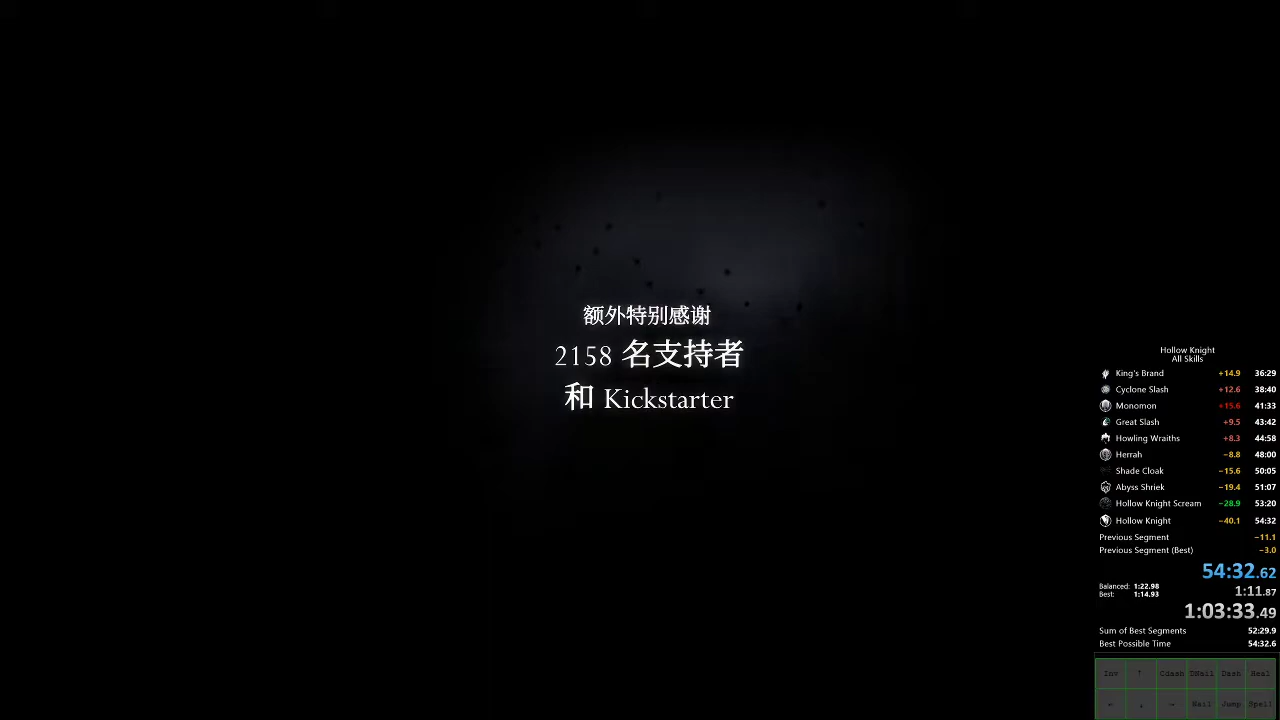 额外特别感谢
2158 名支持者
和 Kickstarter
Hollow Knight
All Skills
King's Brand +14.9 36:29
Cyclone Slash +12.6 38:40
Monomon +15.6 41:33
Great Slash +9.5 43:42
Howling Wraiths +8.3 44:58
Herrah −8.8 48:00
Shade Cloak −15.6 50:05
Abyss Shriek −19.4 51:07
Hollow Knight Scream −28.9 53:20
Hollow Knight −40.1 54:32
Previous Segment −11.1
Previous Segment (Best) −3.0
54:32.62
Balanced: 1:22.98
Best: 1:14.93
1:11.87
1:03:33.49
Sum of Best Segments 52:29.9
Best Possible Time 54:32.6
Inv ↑ Cdash DNail Dash Heal
← ↓ → Nail Jump Spell